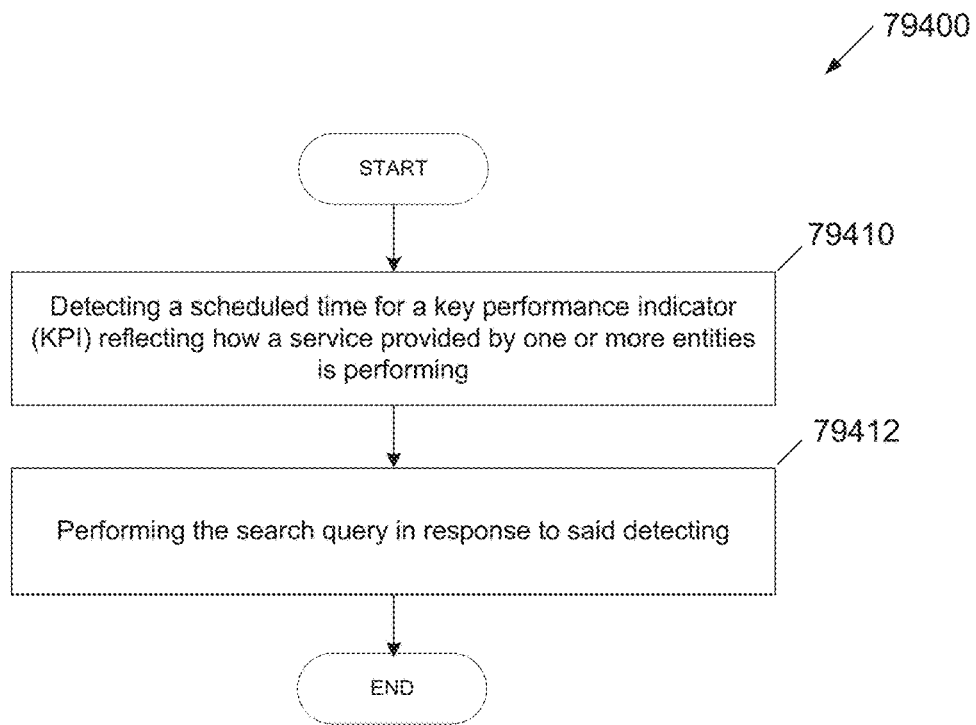 79400
START
79410
Detecting a scheduled time for a key performance indicator
(KPI) reflecting how a service provided by one or more entities
is performing
79412
Performing the search query in response to said detecting
END